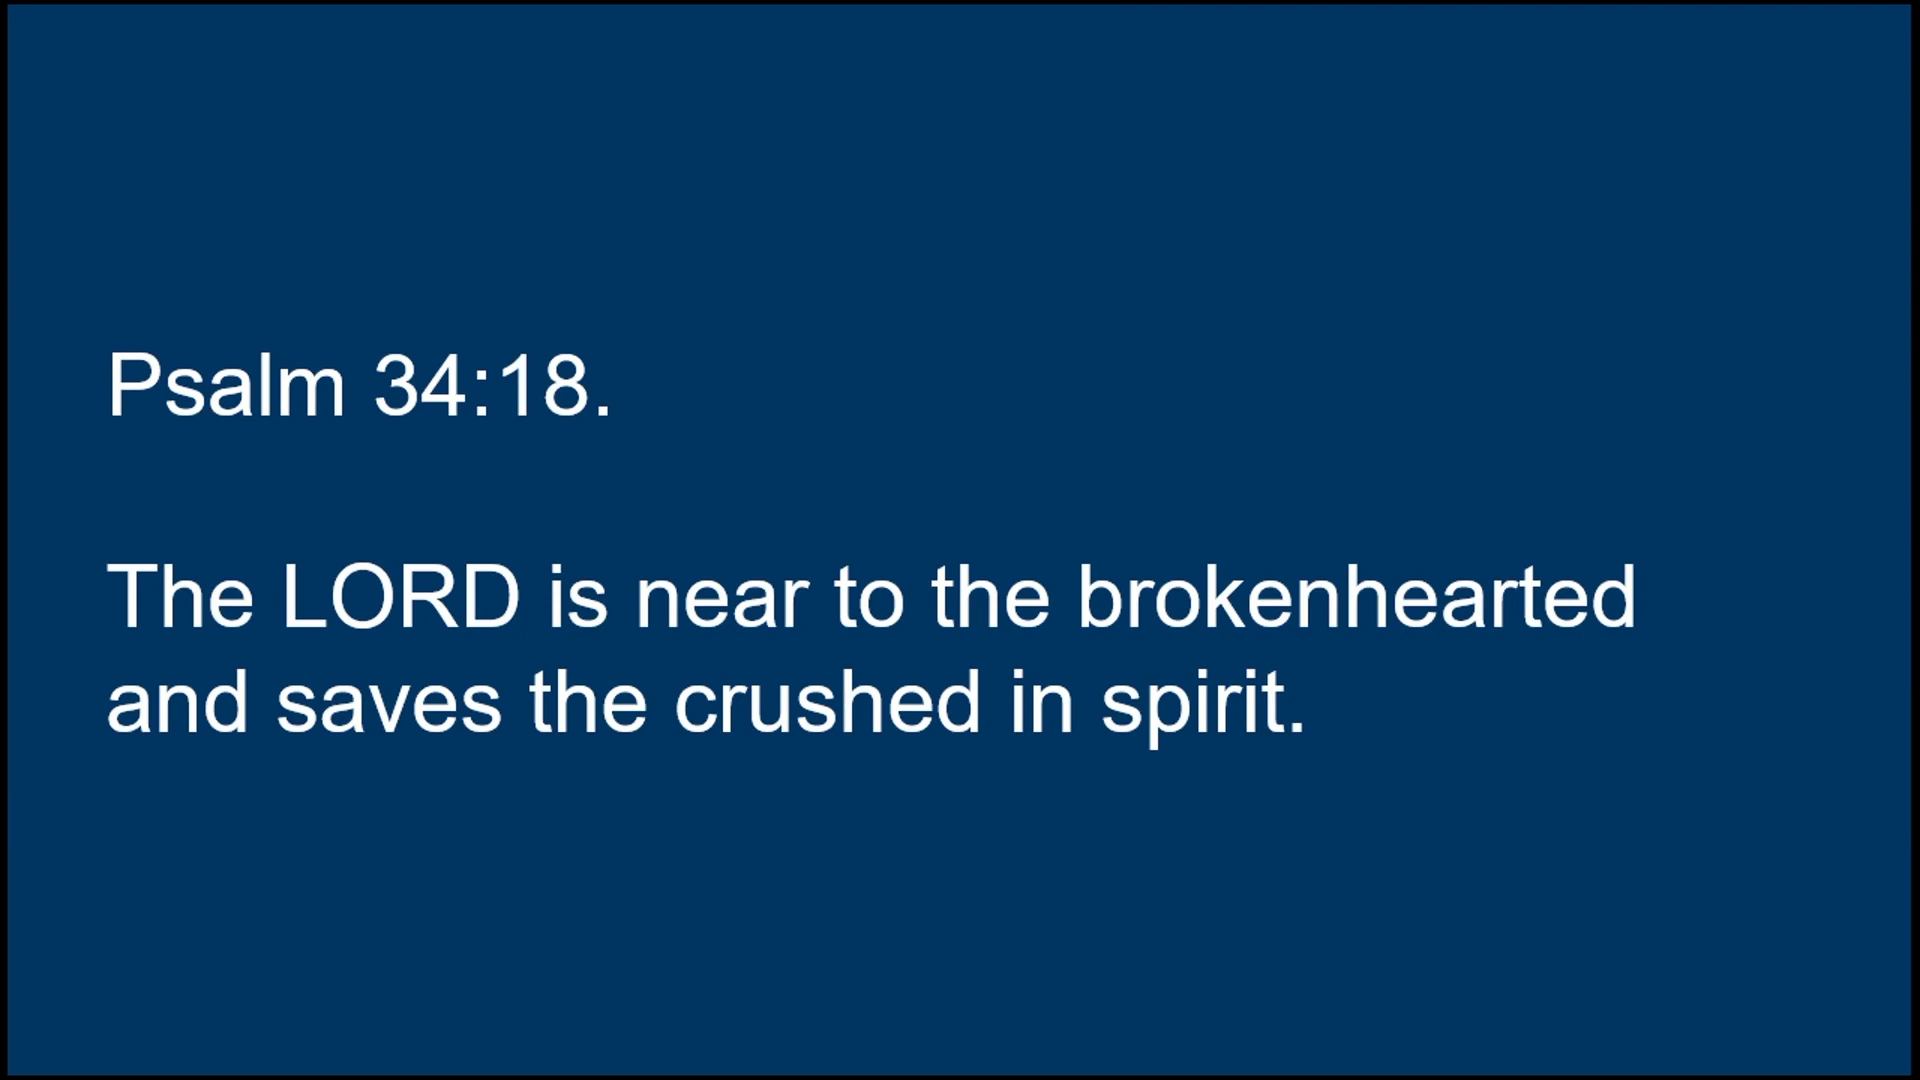 Psalm 34:18.
The LORD is near to the brokenhearted
and saves the crushed in spirit.